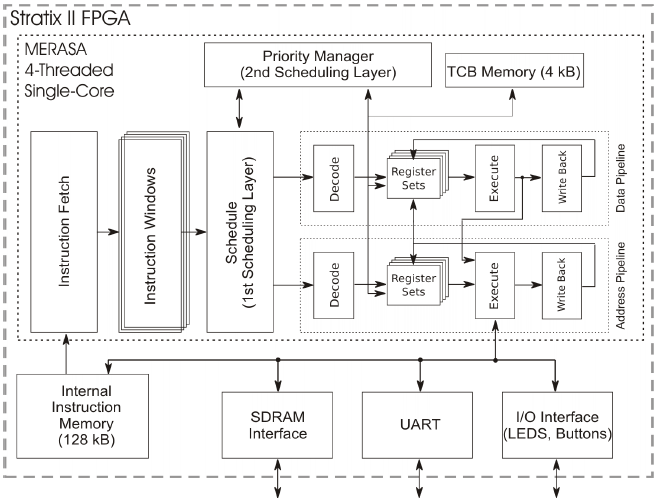 Stratix II FPGA
MERASA
4-Threaded
Single-Core
Priority Manager
(2nd Scheduling Layer)
TCB Memory (4 kB)
Instruction Fetch
Instruction Windows
Schedule
(1st Scheduling Layer)
Decode
Register
Sets
Execute
Write Back
Data Pipeline
Decode
Register
Sets
Execute
Write Back
Address Pipeline
Internal
Instruction
Memory
(128 kB)
SDRAM
Interface
UART
I/O Interface
(LEDS, Buttons)